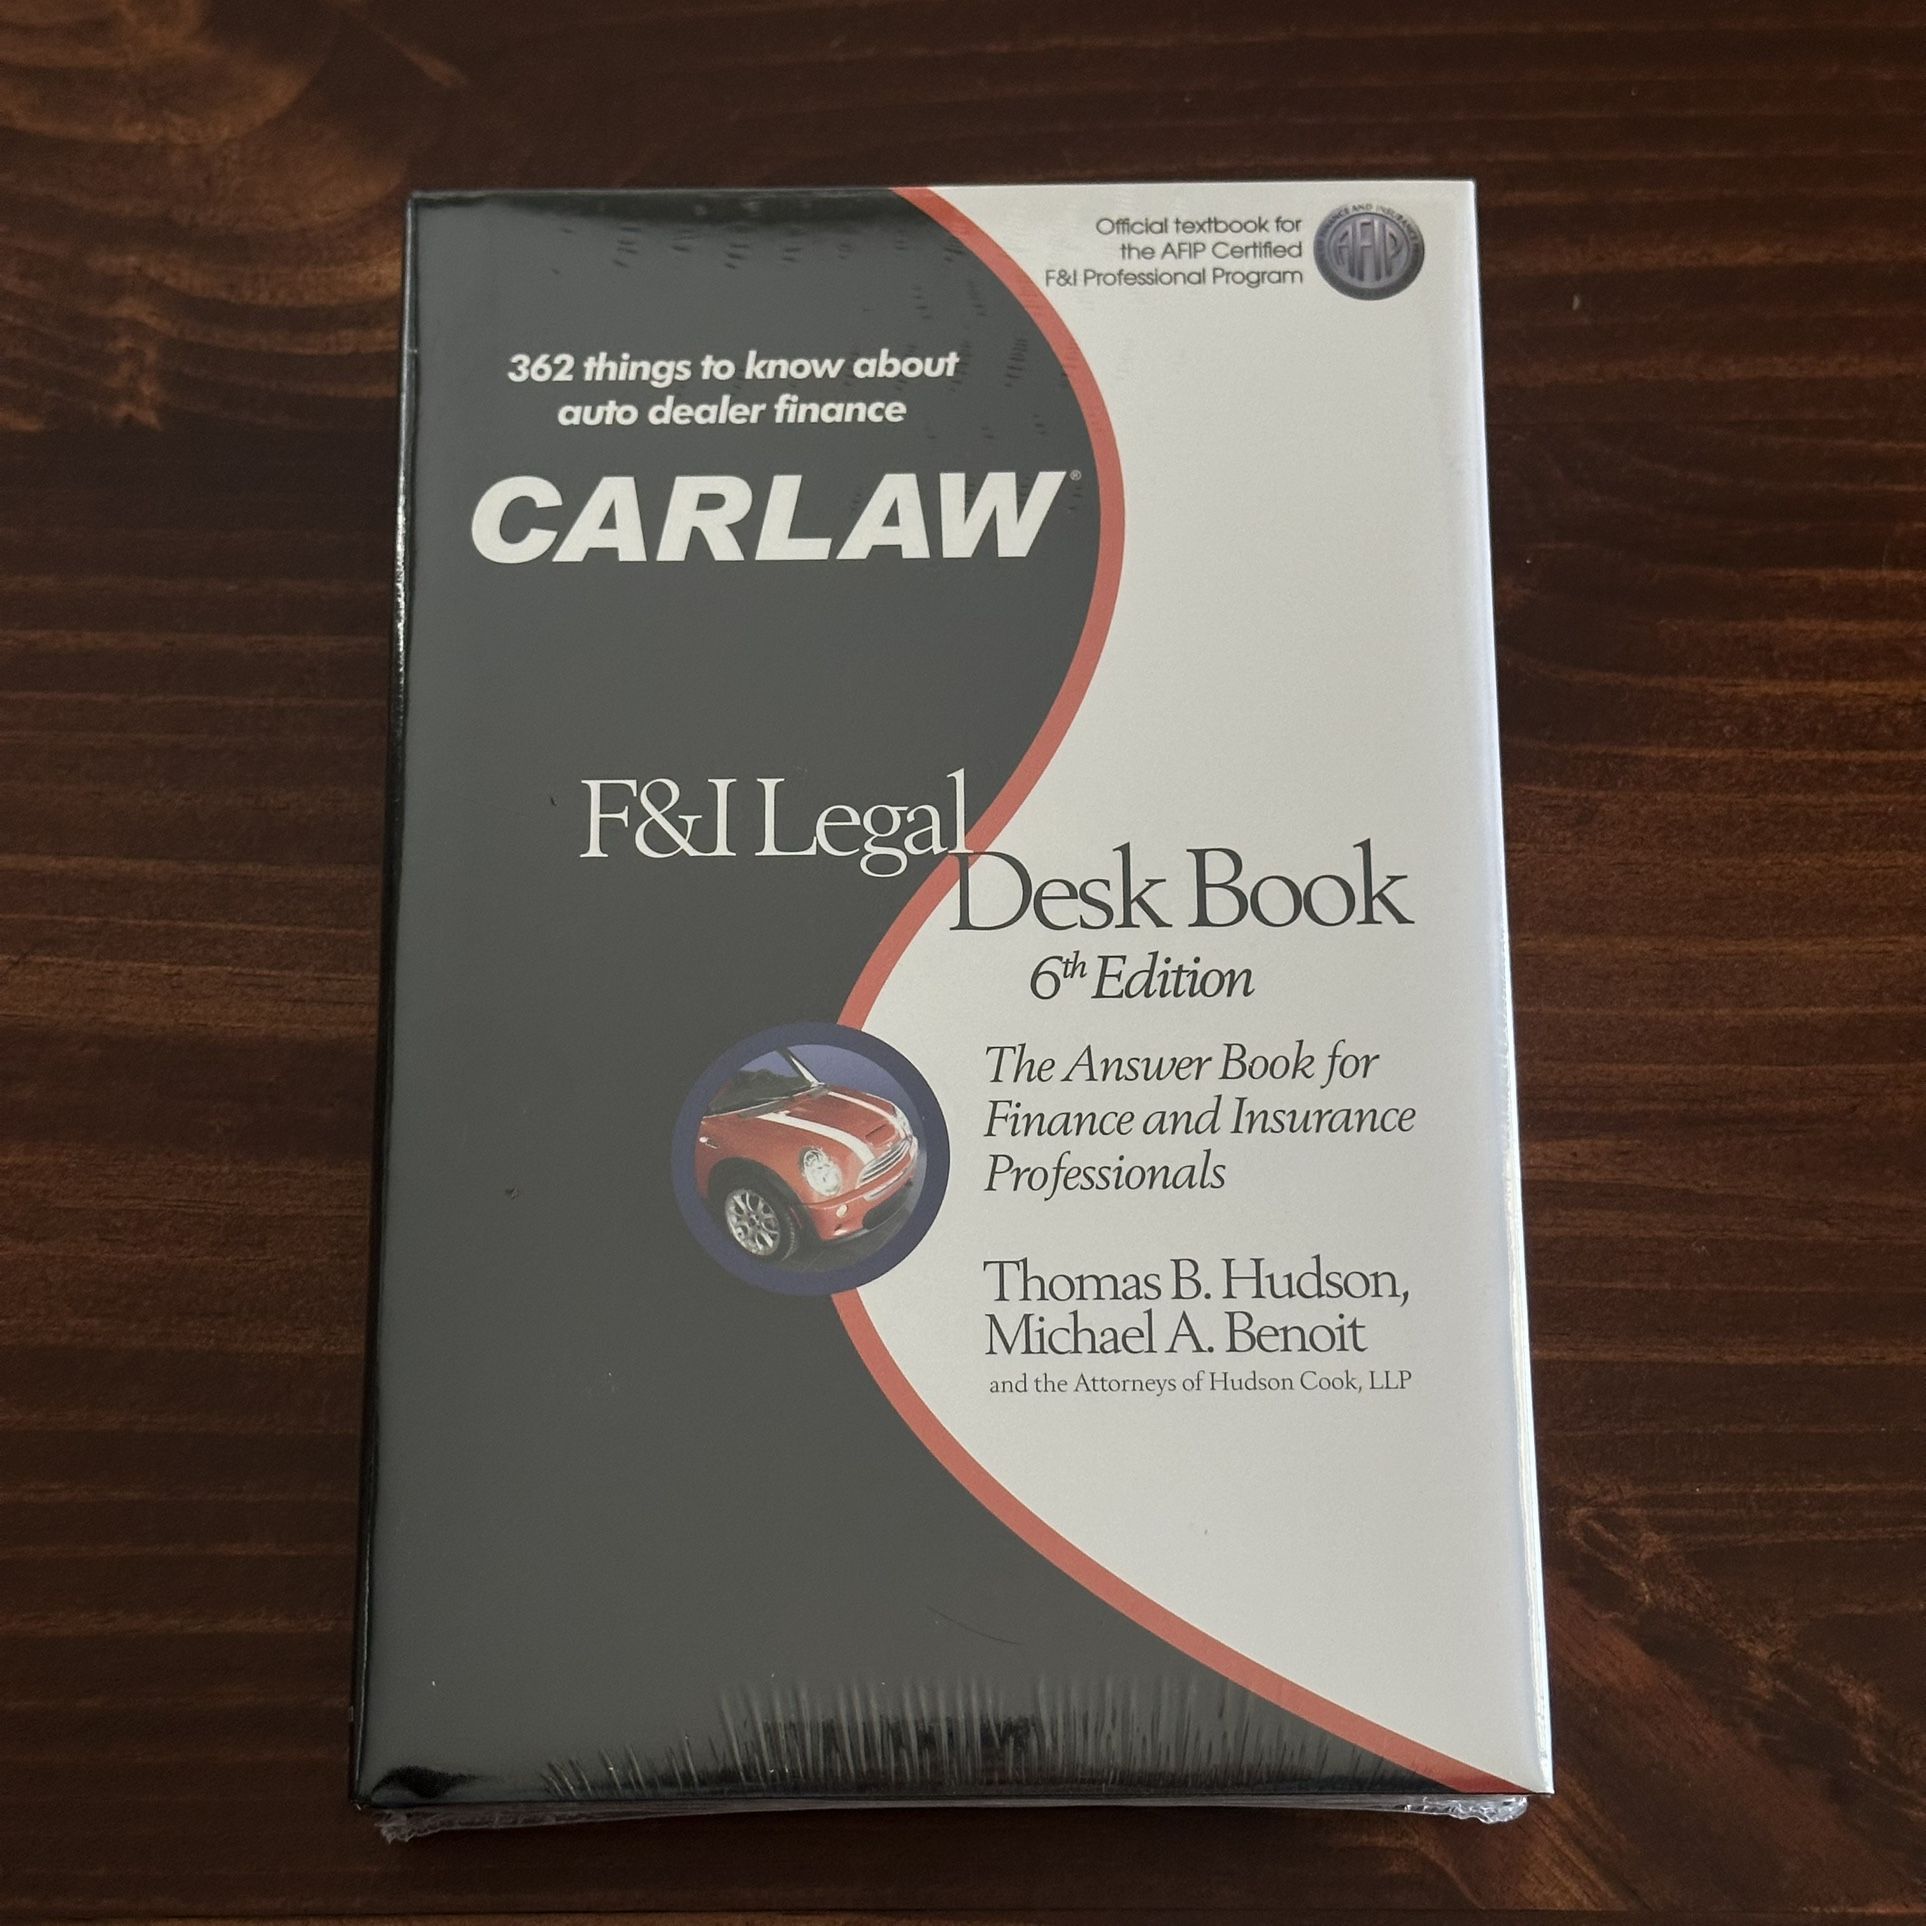 Official textbook for
the AFIP Certified
F&I Professional Program
AFIP
362 things to know about
auto dealer finance
CARLAW®
F&I Legal
Desk Book
6th Edition
The Answer Book for
Finance and Insurance
Professionals
Thomas B. Hudson,
Michael A. Benoit
and the Attorneys of Hudson Cook, LLP